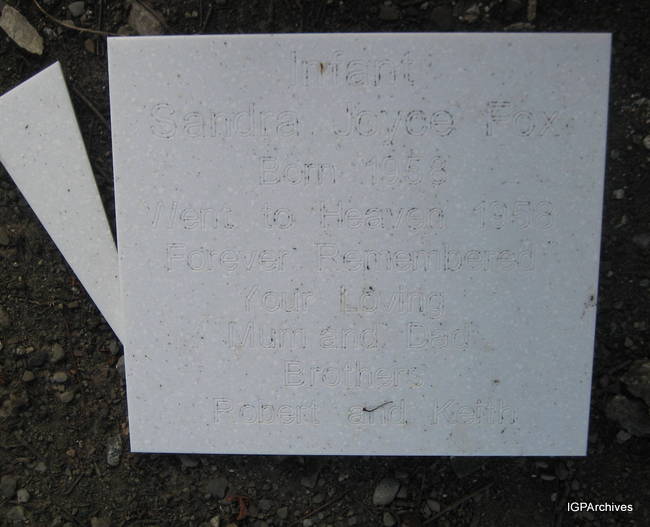 Infant
Sandra Joyce Fox
Born 1958
Went to Heaven 1958
Forever Remembered
Your Loving
Mum and Dad
Brothers
Robert and Keith
IGPArchives